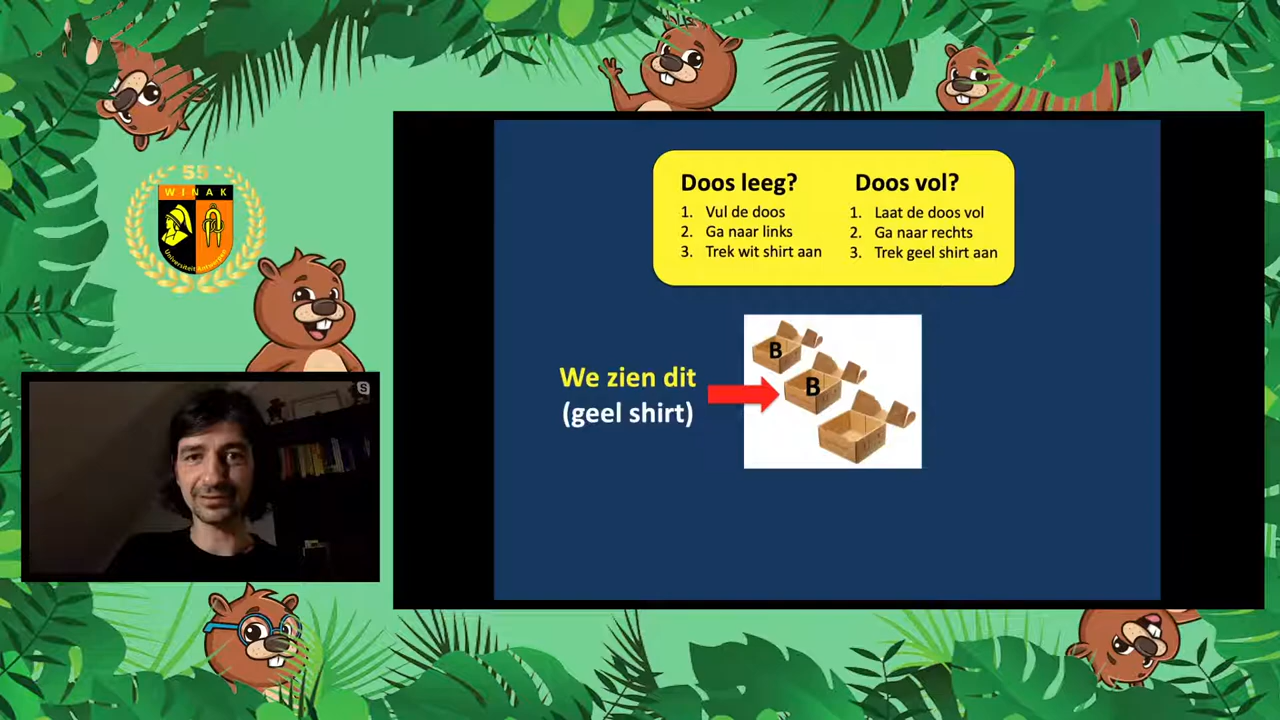 55
WINAK
Universiteit Antwerpen
Doos leeg?
1. Vul de doos
2. Ga naar links
3. Trek wit shirt aan
Doos vol?
1. Laat de doos vol
2. Ga naar rechts
3. Trek geel shirt aan
We zien dit
(geel shirt)
B
B
S